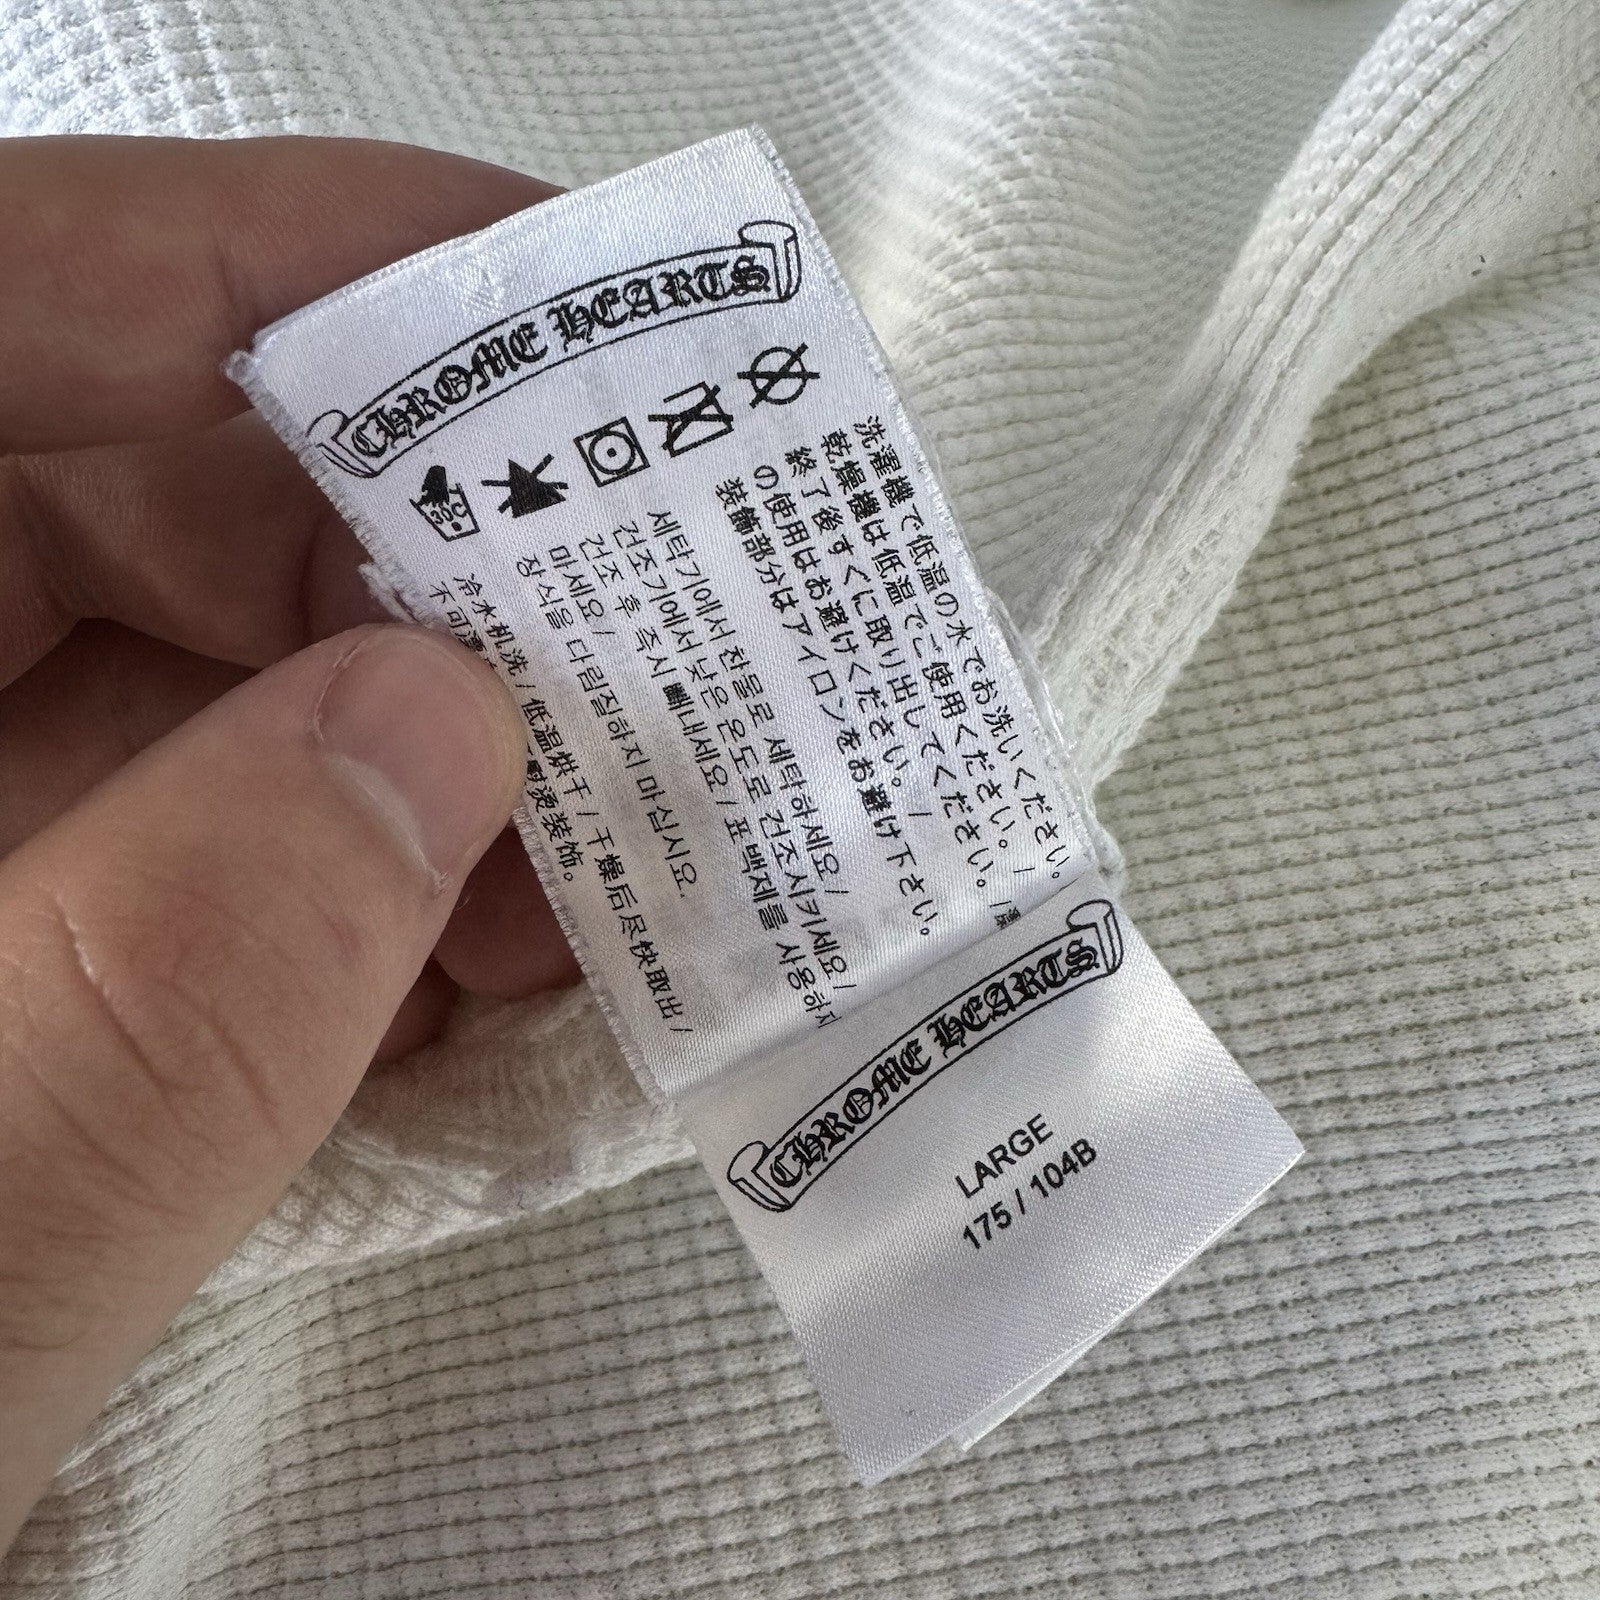 CHROME HEARTS
30°C
洗濯機で低温の水でお洗いください。/
乾燥機は低温でご使用ください。/
終了後すぐに取り出してください。/
の使用はお避けください。/
装飾部分はアイロンをお避け下さい。
세탁기에서 찬물로 세탁하세요/
건조기에서 낮은 온도로 건조시키세요/
건조 후 즉시 빼내세요/표백제를 사용하지
마세요/
장식을 다림질하지 마십시요.
冷水机洗/低温烘干/干燥后尽快取出/
不可漂 熨烫装饰。
CHROME HEARTS
LARGE
175 / 104B